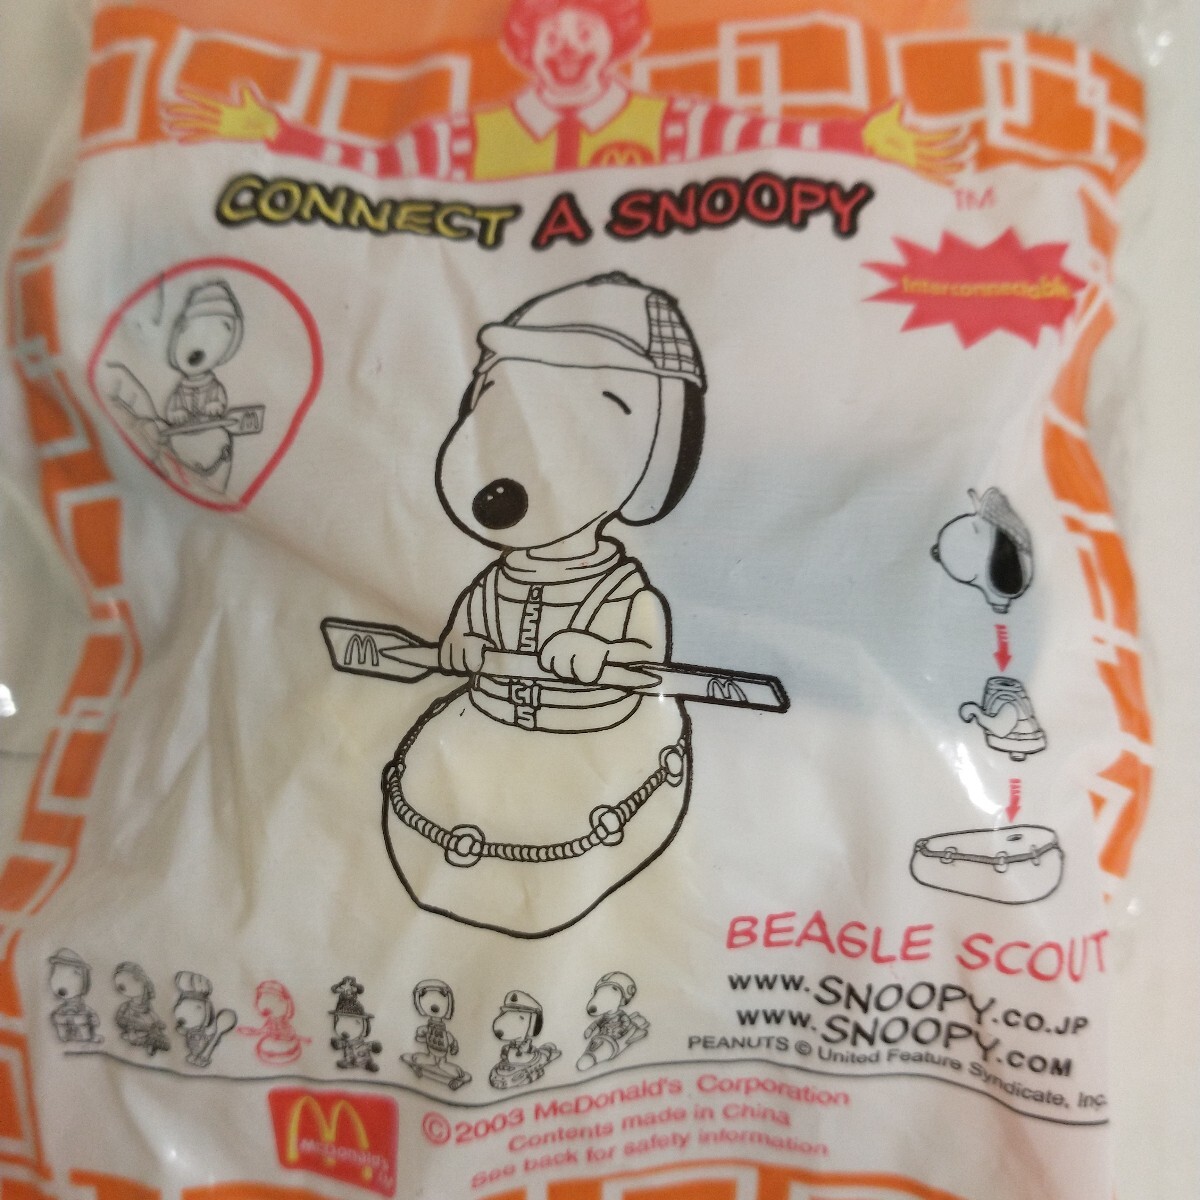 CONNECT A SNOOPY TM
Interconnectable
BEAGLE SCOUT
WWW.SNOOPY.CO.JP
WWW.SNOOPY.COM
PEANUTS © United Feature Syndicate, Inc.
McDonald's
©2003 McDonald's Corporation
Contents made in China
See back for safety information